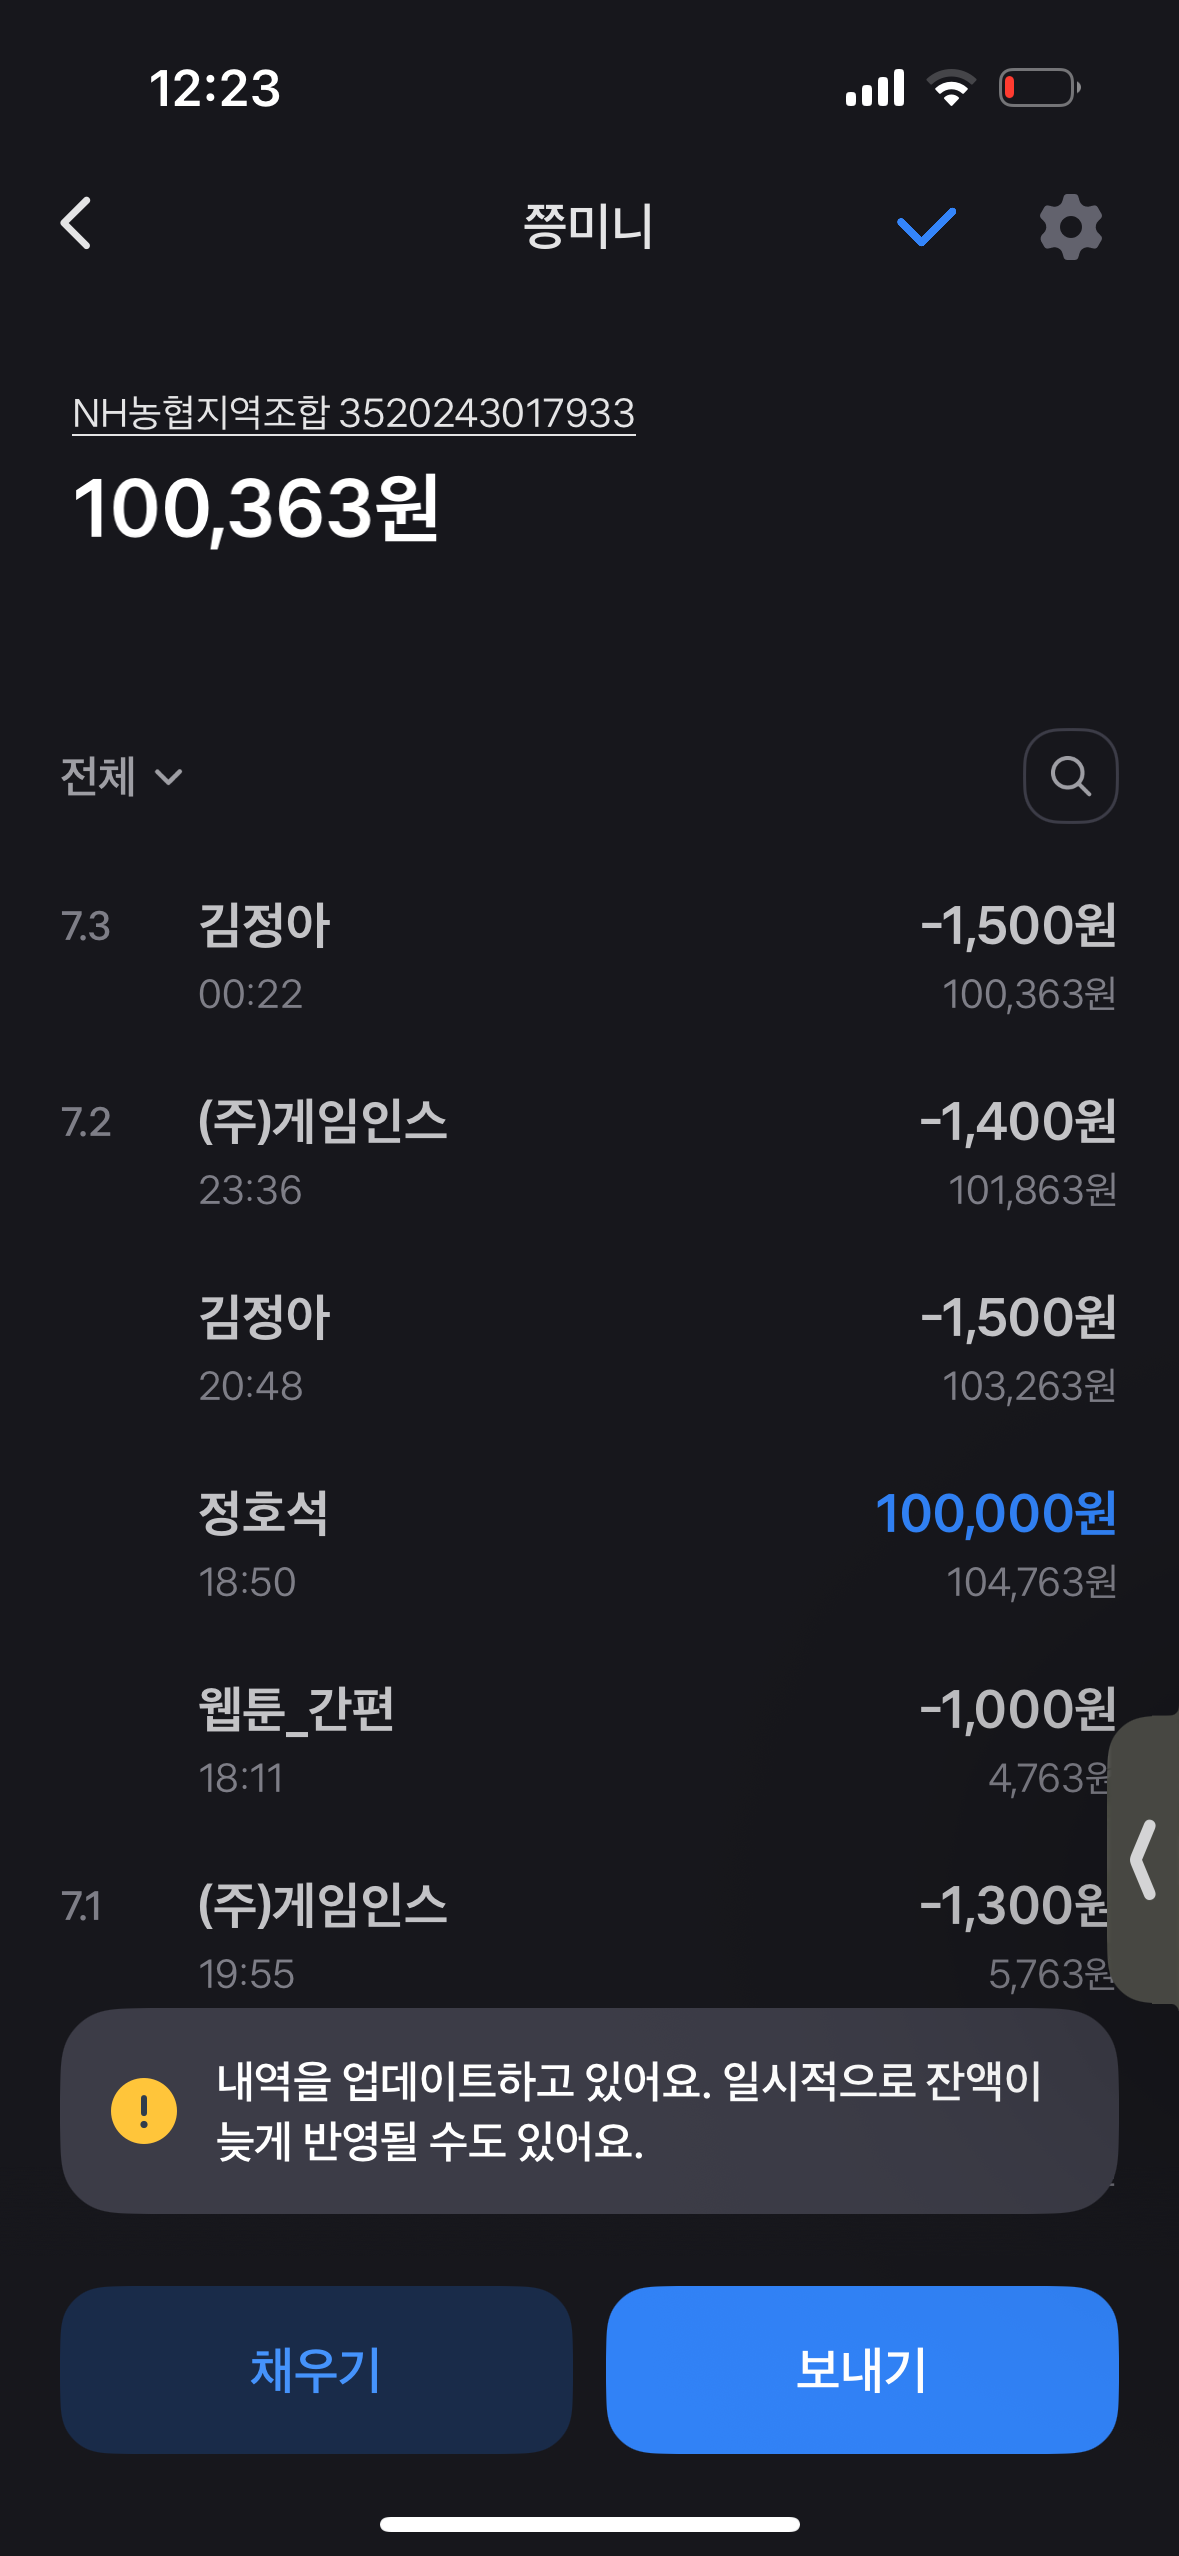 12:23
쫑미니
NH농협지역조합 3520243017933
100,363원
전체
7.3 김정아 -1,500원
00:22 100,363원
7.2 (주)게임인스 -1,400원
23:36 101,863원
김정아 -1,500원
20:48 103,263원
정호석 100,000원
18:50 104,763원
웹툰_간편 -1,000원
18:11 4,763원
7.1 (주)게임인스 -1,300원
19:55 5,763원
내역을 업데이트하고 있어요. 일시적으로 잔액이
늦게 반영될 수도 있어요.
채우기 보내기